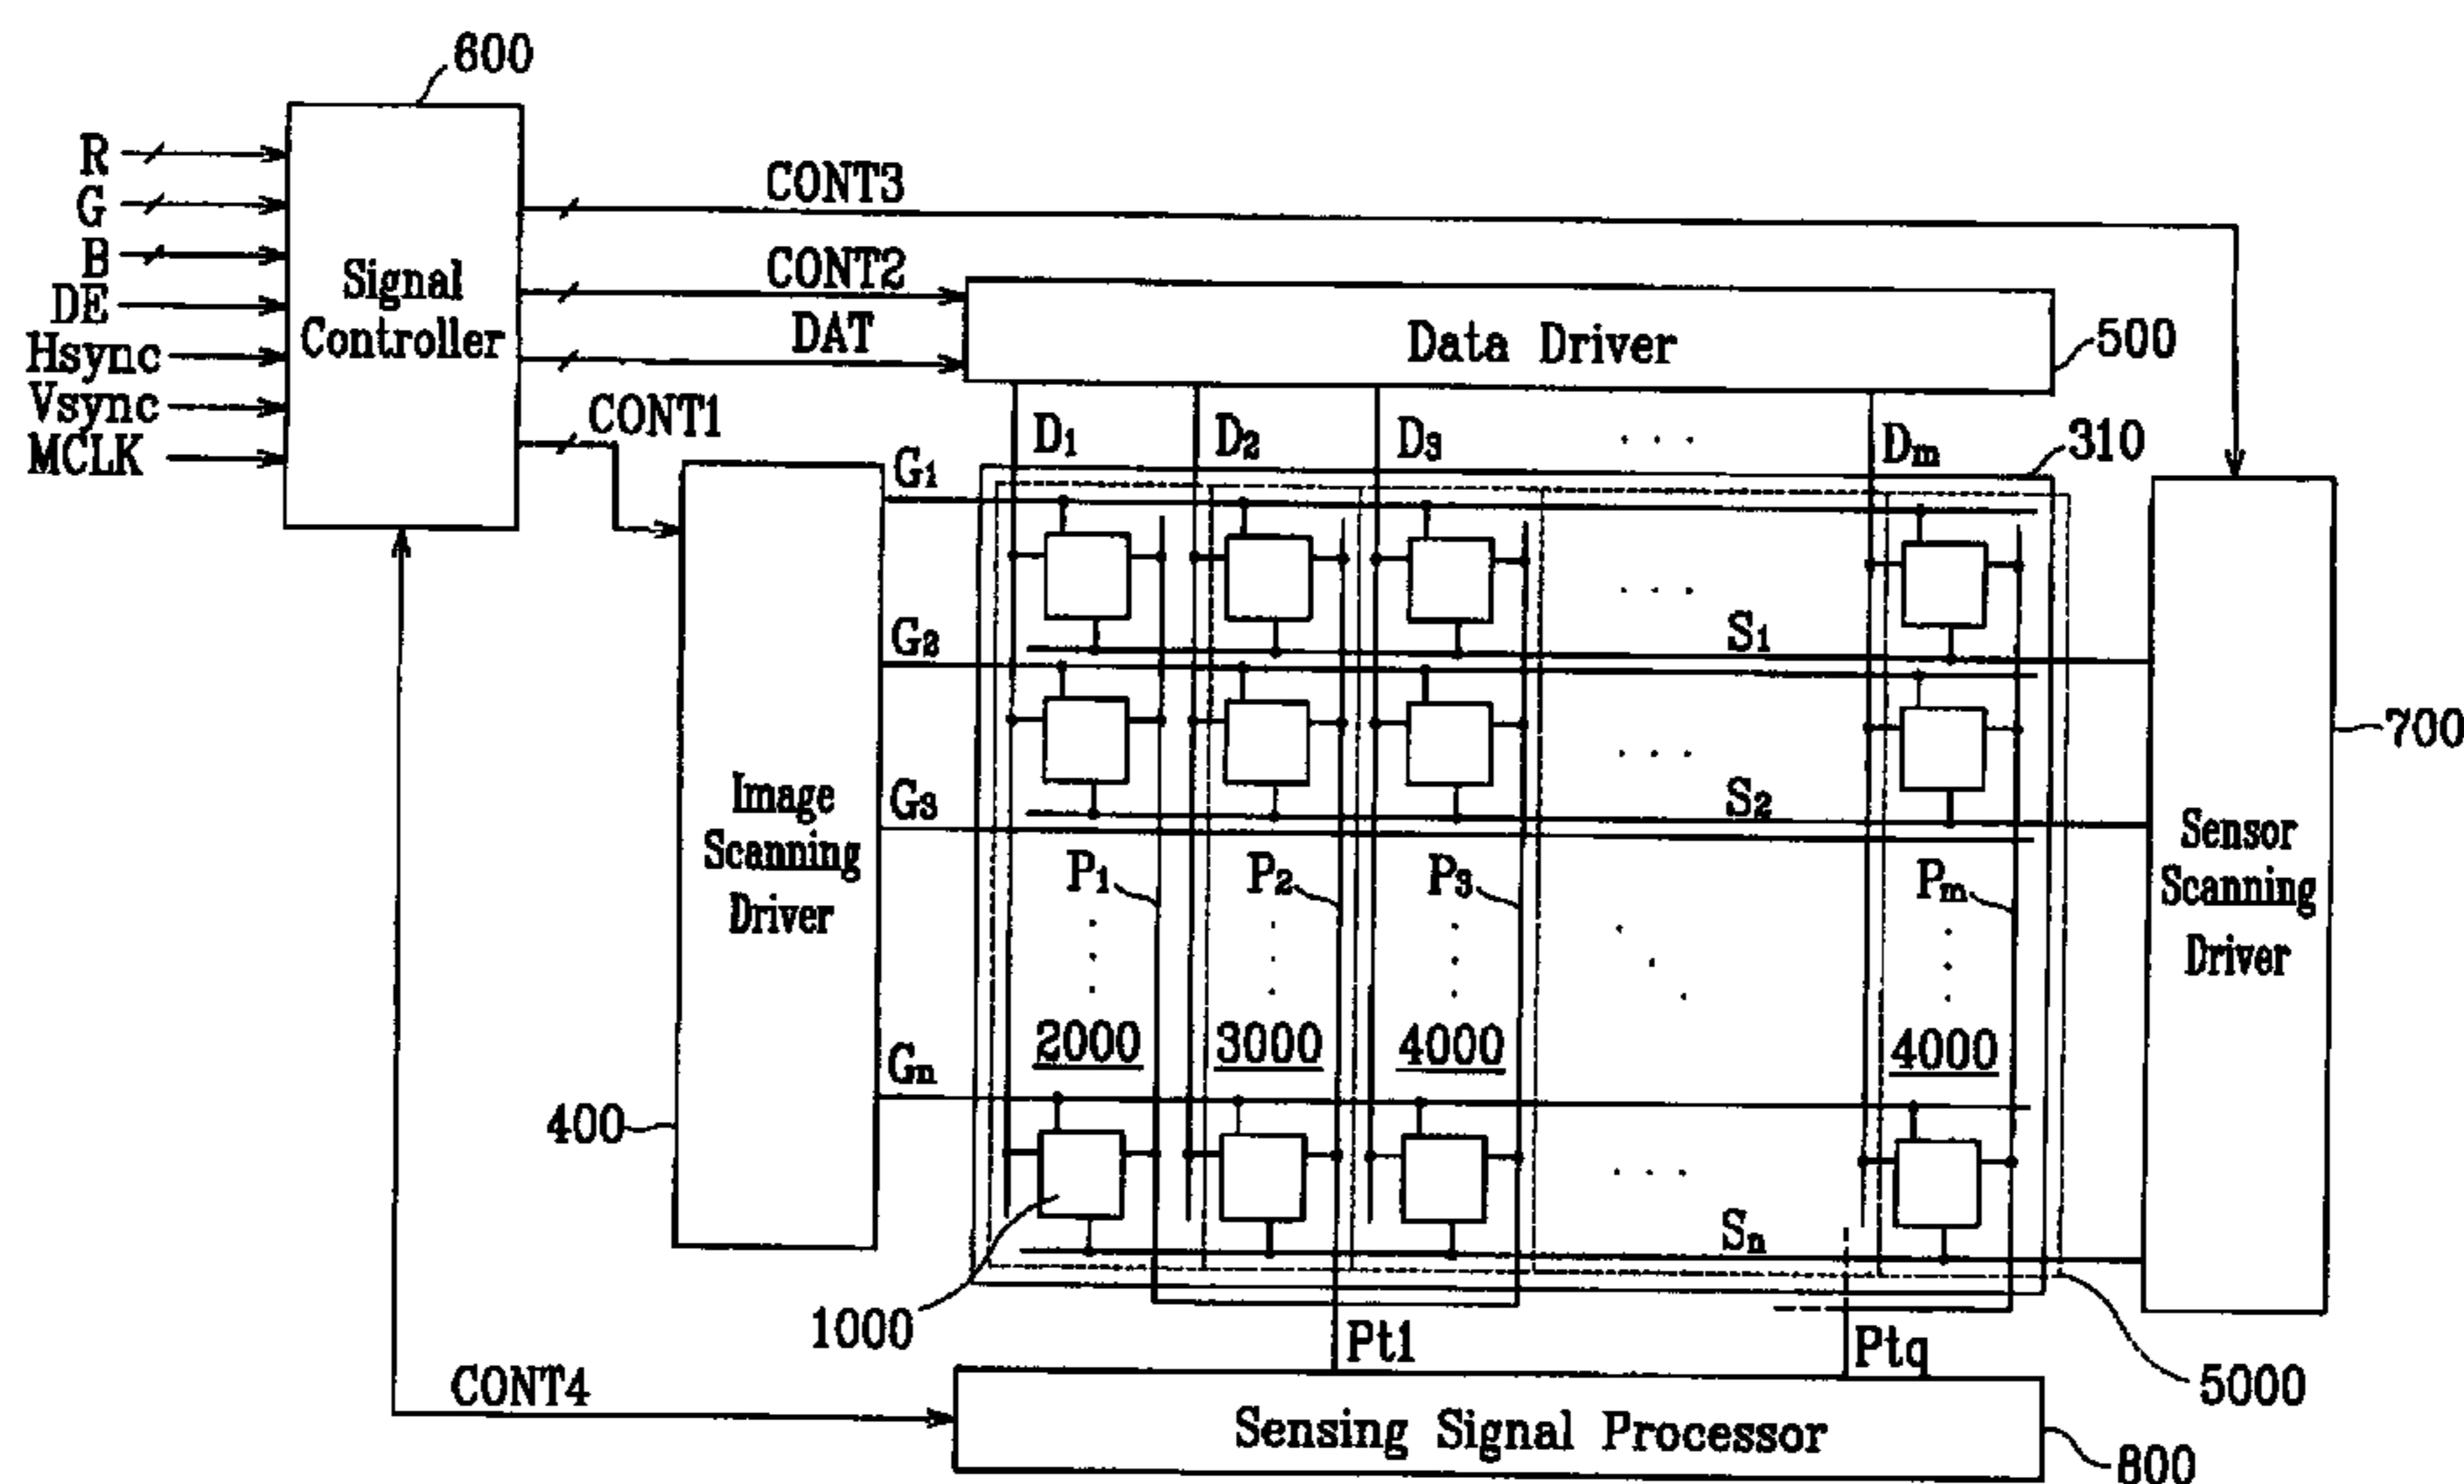 600
R
G
B
DE
Hsync
Vsync
MCLK
Signal
Controller
CONT3
CONT2
DAT
CONT1
Data Driver
500
D1
D2
D3
. . .
Dm
310
G1
G2
G3
Gn
S1
S2
Sn
Image
Scanning
Driver
400
P1
P2
P3
Pm
2000
3000
4000
4000
Sensor
Scanning
Driver
700
1000
Pt1
Ptq
5000
CONT4
Sensing Signal Processor
800